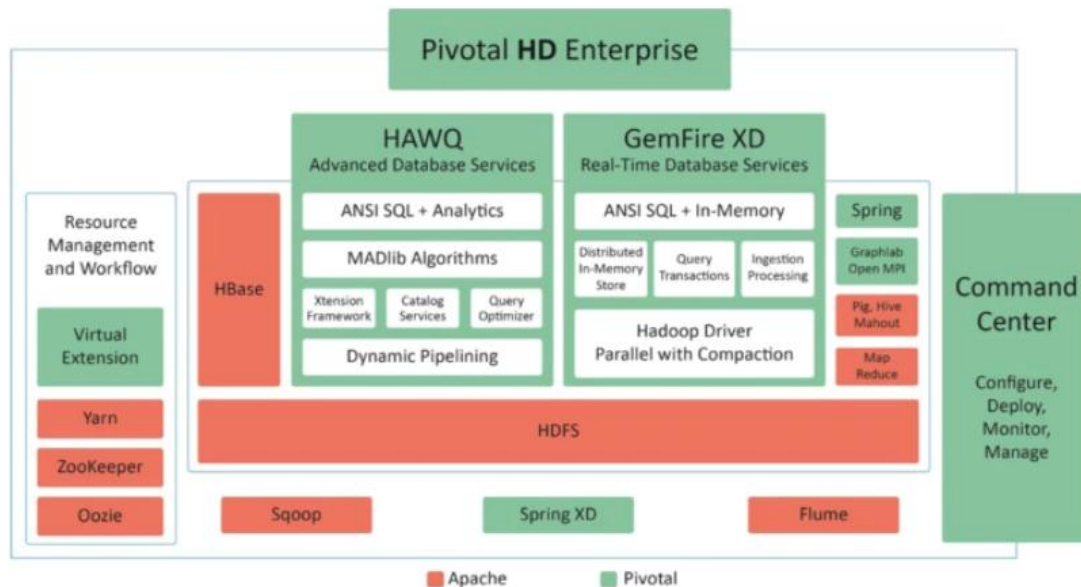 Pivotal HD Enterprise
HAWQ
Advanced Database Services
ANSI SQL + Analytics
MADlib Algorithms
Xtension
Framework
Catalog
Services
Query
Optimizer
Dynamic Pipelining
GemFire XD
Real-Time Database Services
ANSI SQL + In-Memory
Distributed
In-Memory
Store
Query
Transactions
Ingestion
Processing
Hadoop Driver
Parallel with Compaction
Resource
Management
and Workflow
Virtual
Extension
Yarn
ZooKeeper
Oozie
HBase
Spring
Graphlab
Open MPI
Pig, Hive
Mahout
Map
Reduce
HDFS
Command
Center
Configure,
Deploy,
Monitor,
Manage
Sqoop
Spring XD
Flume
Apache
Pivotal